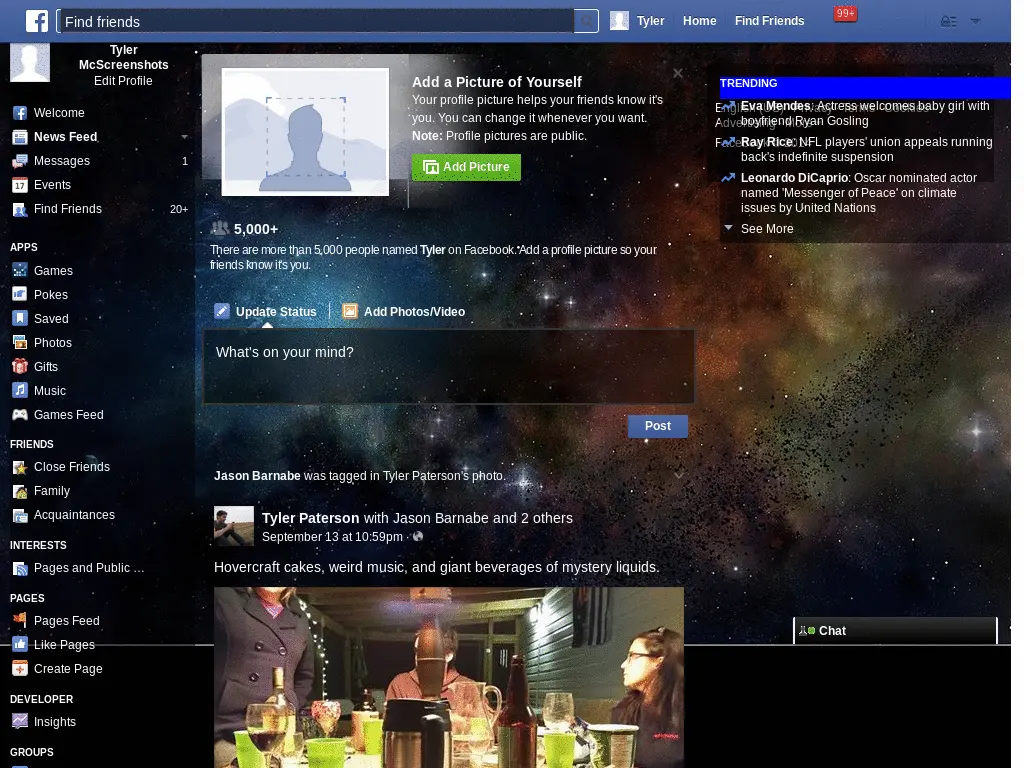 Find friends
Tyler
Home
Find Friends
99+
Tyler
McScreenshots
Edit Profile
Welcome
News Feed
Messages 1
Events
Find Friends 20+
APPS
Games
Pokes
Saved
Photos
Gifts
Music
Games Feed
FRIENDS
Close Friends
Family
Acquaintances
INTERESTS
Pages and Public ...
PAGES
Pages Feed
Like Pages
Create Page
DEVELOPER
Insights
GROUPS
Add a Picture of Yourself
Your profile picture helps your friends know it's
you. You can change it whenever you want.
Note: Profile pictures are public.
Add Picture
5,000+
There are more than 5,000 people named Tyler on Facebook. Add a profile picture so your
friends know it's you.
Update Status
Add Photos/Video
What's on your mind?
Post
Jason Barnabe was tagged in Tyler Paterson's photo.
Tyler Paterson with Jason Barnabe and 2 others
September 13 at 10:59pm ·
Hovercraft cakes, weird music, and giant beverages of mystery liquids.
TRENDING
Eva Mendes: Actress welcomes baby girl with
boyfriend Ryan Gosling
Ray Rice: NFL players' union appeals running
back's indefinite suspension
Leonardo DiCaprio: Oscar nominated actor
named 'Messenger of Peace' on climate
issues by United Nations
See More
Chat